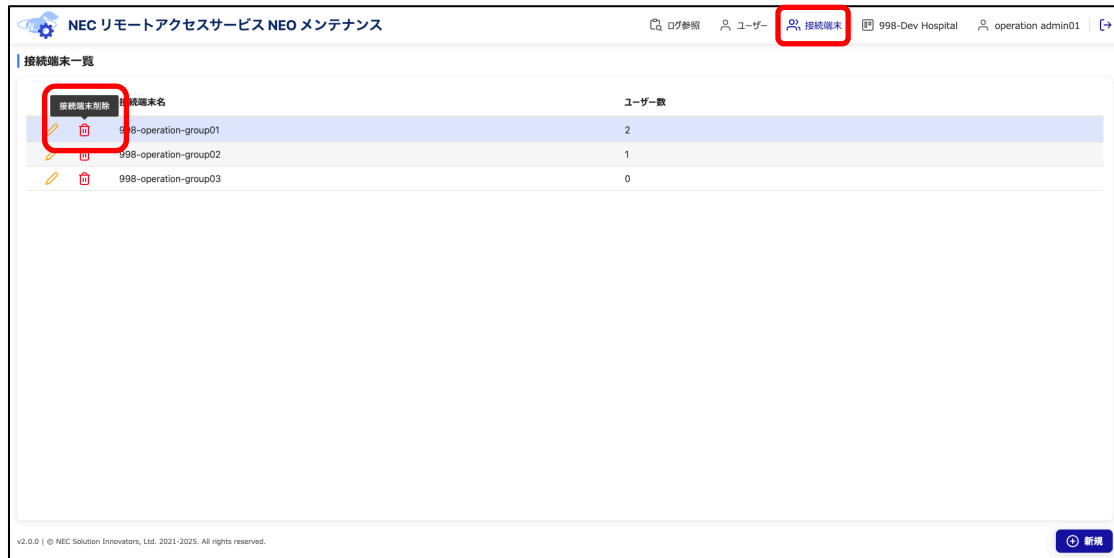 NEC リモートアクセスサービス NEO メンテナンス
ログ参照 ユーザー 接続端末 998-Dev Hospital operation admin01
接続端末一覧
接続端末削除
接続端末名 ユーザー数
998-operation-group01 2
998-operation-group02 1
998-operation-group03 0
v2.0.0 | © NEC Solution Innovators, Ltd. 2021-2025. All rights reserved.
新規